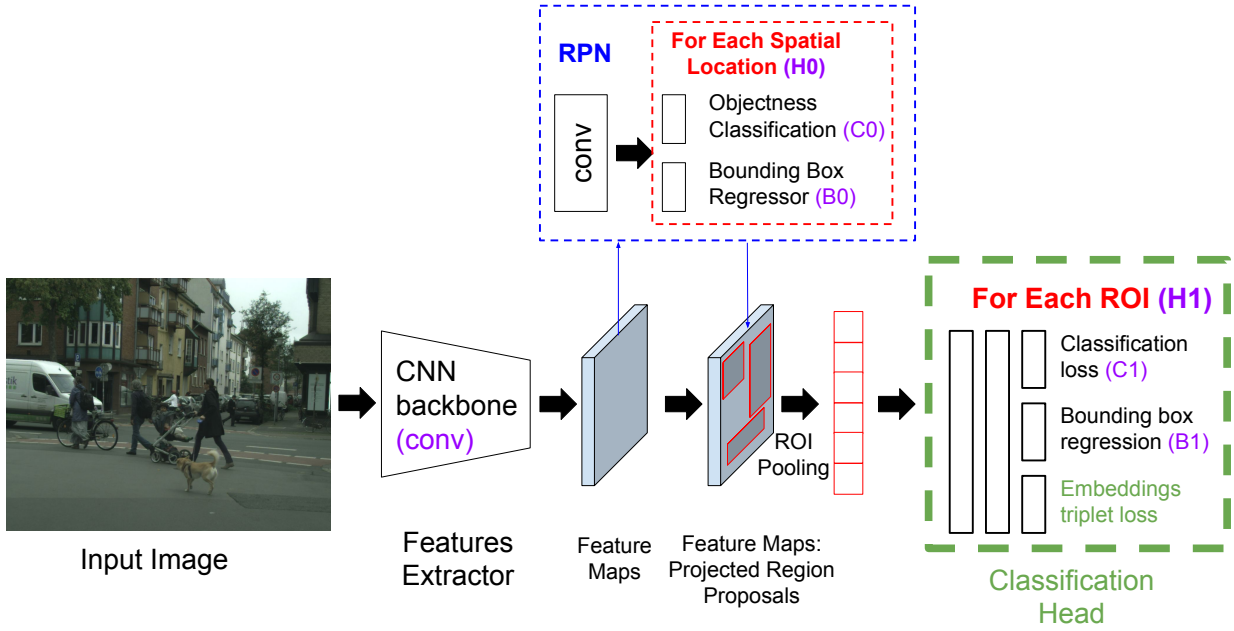 RPN
For Each Spatial
Location (H0)
conv
Objectness
Classification (C0)
Bounding Box
Regressor (B0)
Input Image
CNN
backbone
(conv)
Features
Extractor
Feature
Maps
Feature Maps:
Projected Region
Proposals
ROI
Pooling
For Each ROI (H1)
Classification
loss (C1)
Bounding box
regression (B1)
Embeddings
triplet loss
Classification
Head